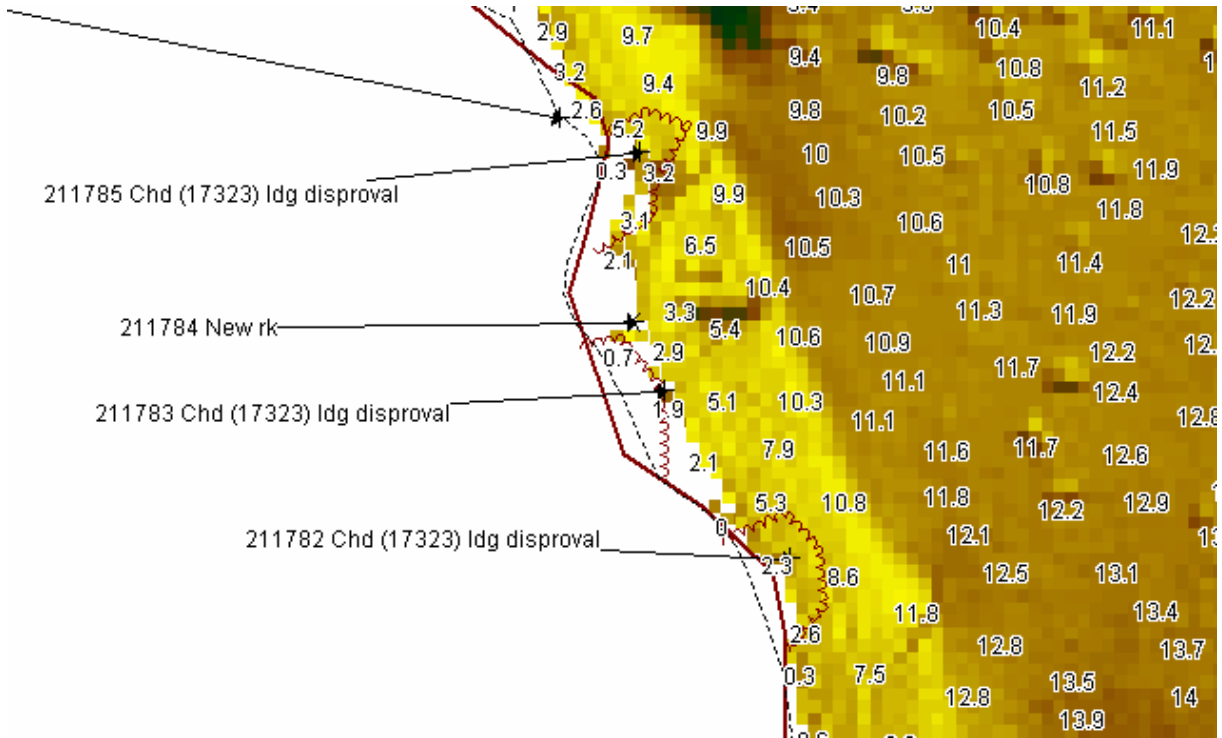 3.4 9.8
2.9 9.7 10.4 11.1
9.4
3.2 9.4 9.8 10.8 11.2
2.6 9.8 10.2 10.5
5.2 9.9 11.5
10 10.5 11.9
211785 Chd (17323) ldg disproval 0.3 3.2 9.9 10.3 10.8
3.1 10.6 11.8
2.1 6.5 10.5 11 11.4 12.2
10.4 10.7 12.2
211784 New rk 3.3 5.4 10.6 11.3 11.9
0.7 2.9 10.9 11.7 12.2
211783 Chd (17323) ldg disproval 1.9 5.1 10.3 11.1 12.4
11.1 12.8
2.1 7.9 11.6 11.7 12.6
5.3 10.8 11.8 12.2 12.9
211782 Chd (17323) ldg disproval 0 12.1
2.3 8.6 12.5 13.1
11.8 13.4
2.6 12.8 13.7
0.3 7.5 13.5
12.8 14
13.9